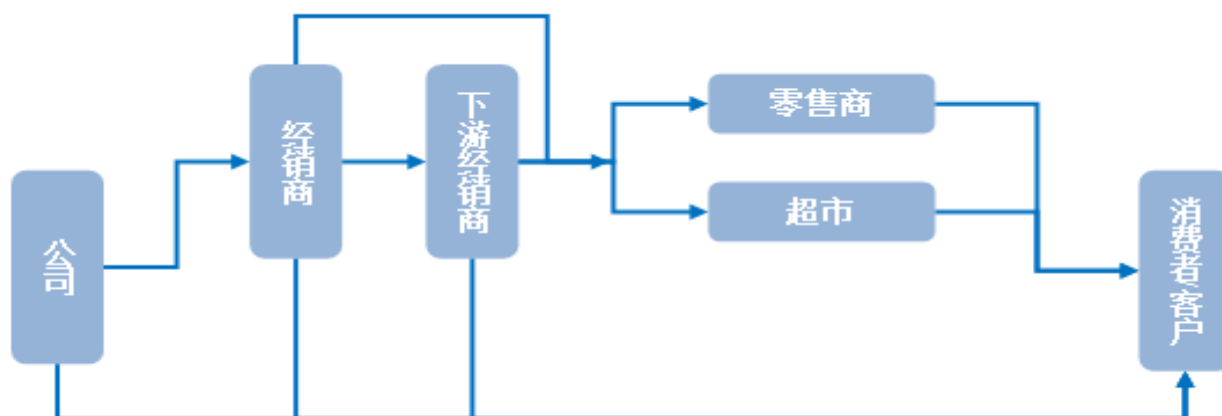 公司
经销商
下游经销商
零售商
超市
消费者、客户